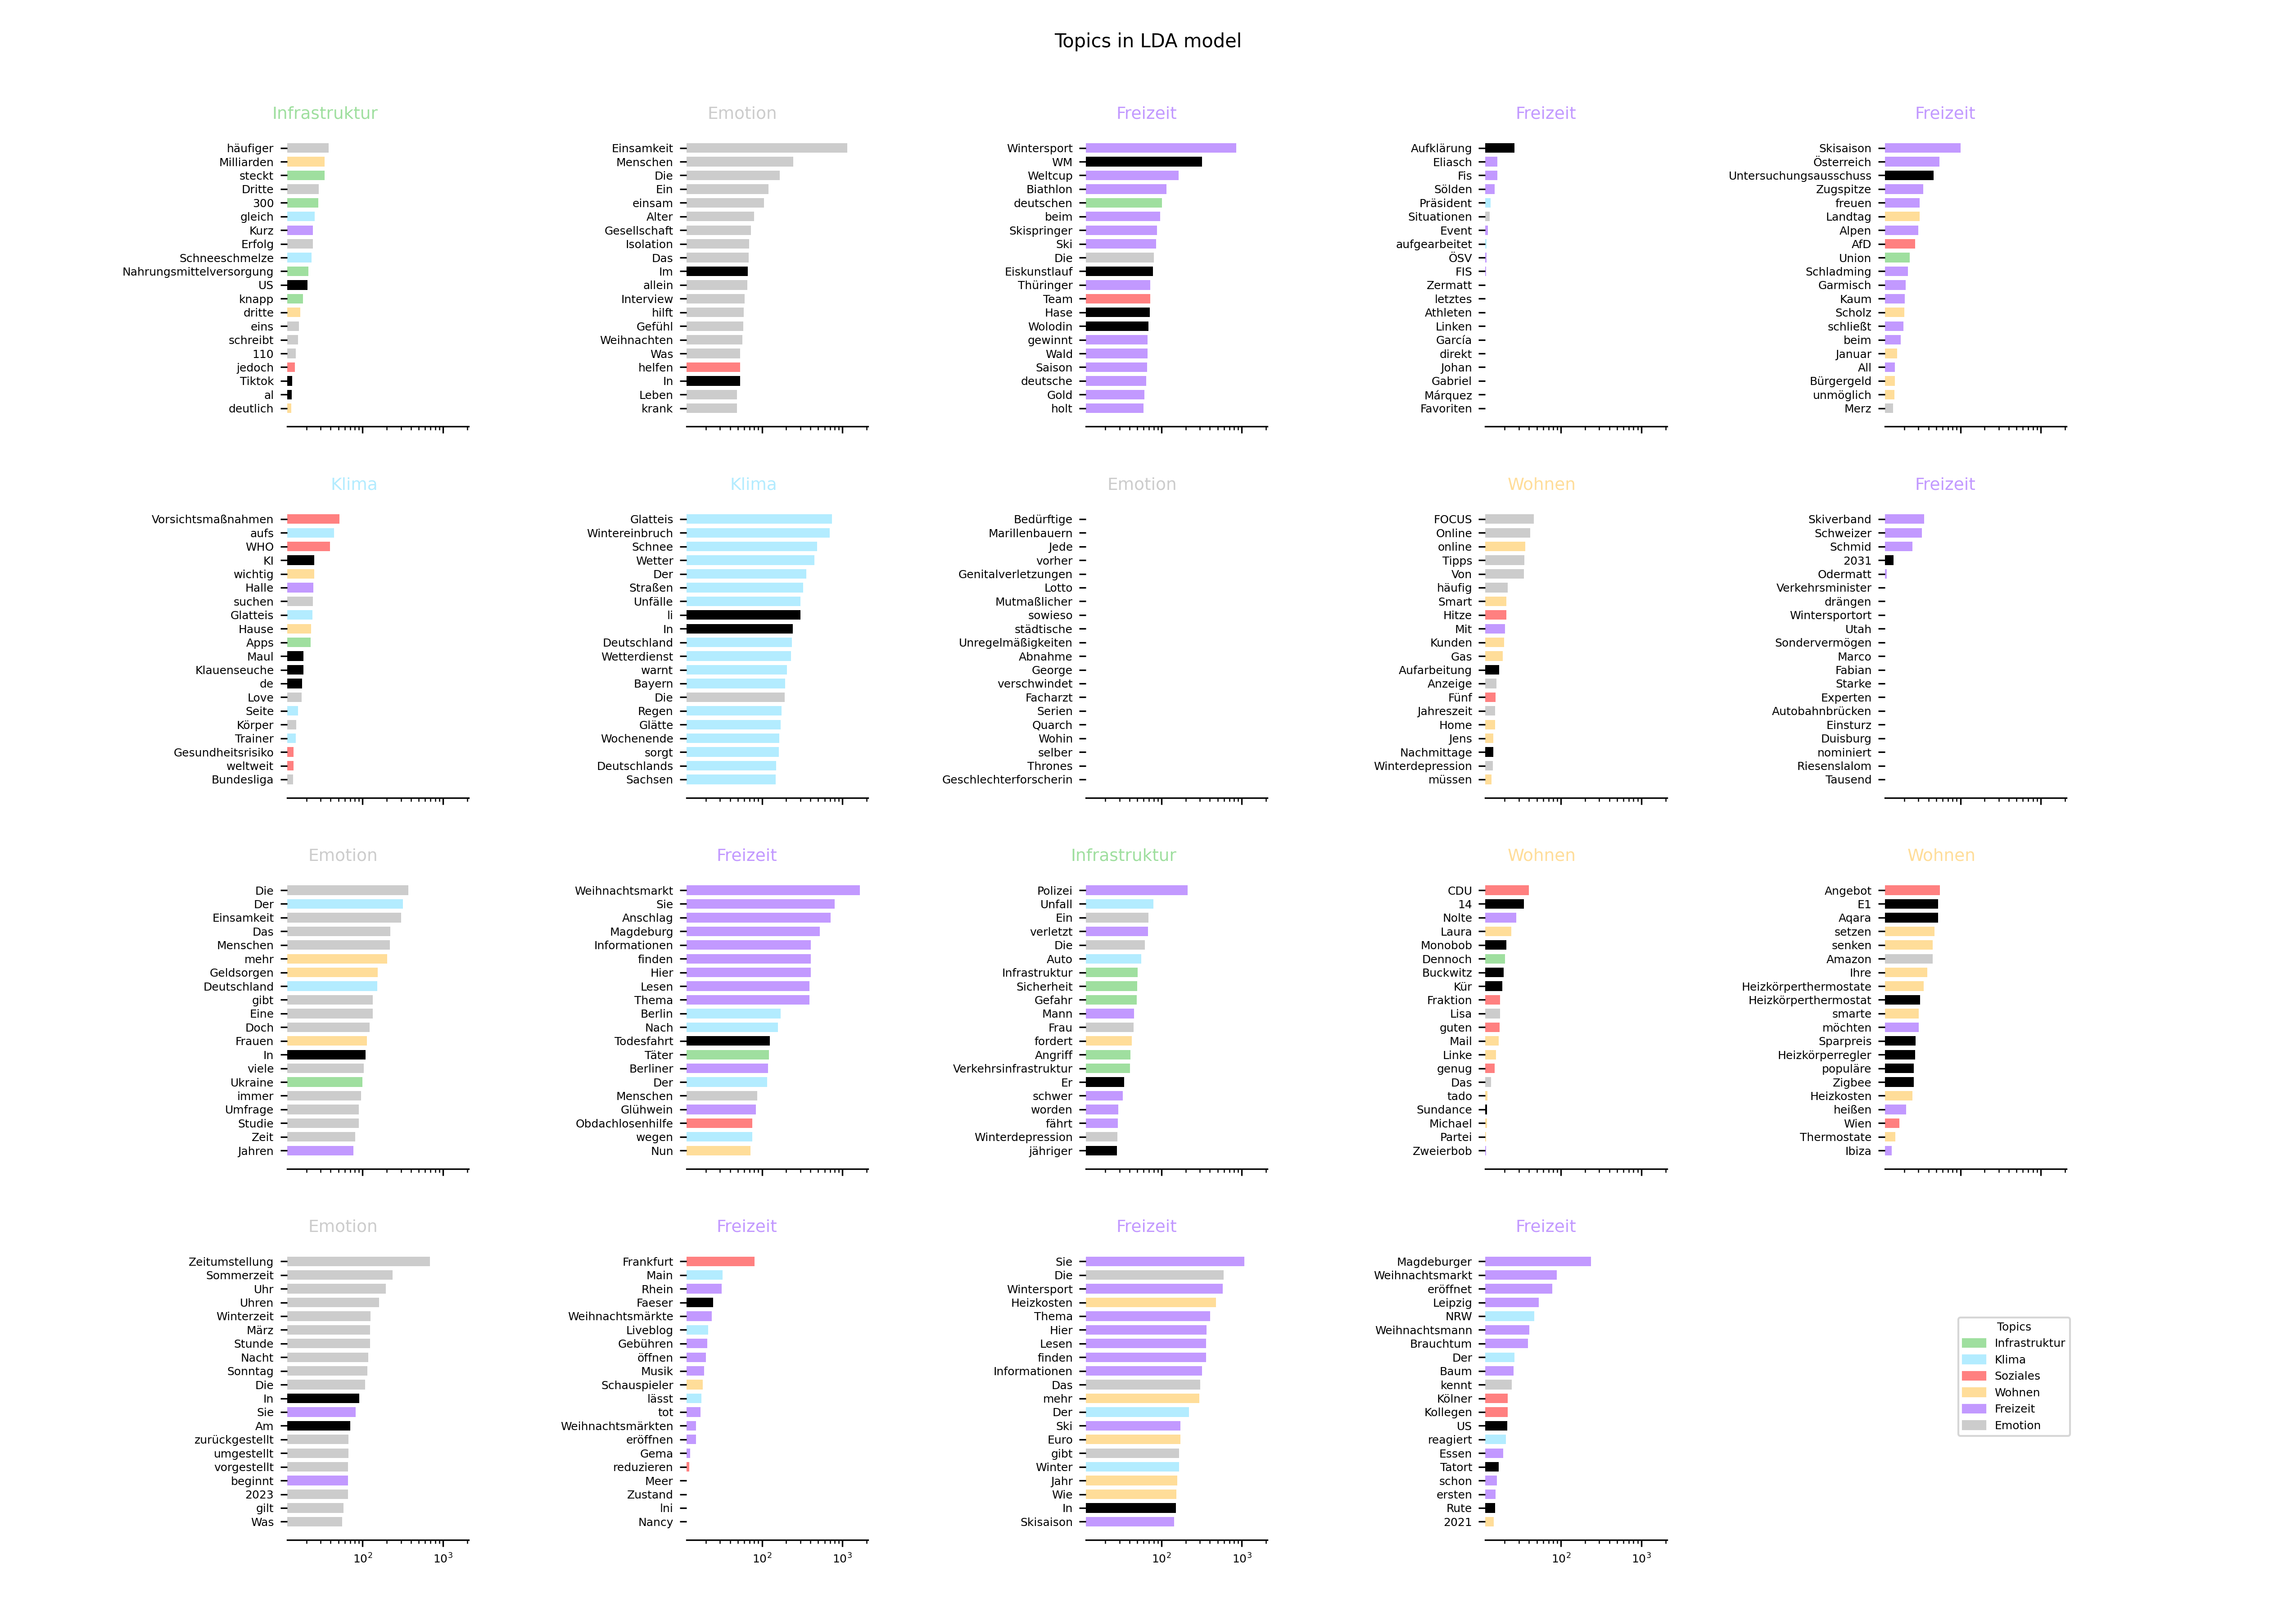 Topics in LDA model
Infrastruktur
häufiger
Milliarden
steckt
Dritte
300
gleich
Kurz
Erfolg
Schneeschmelze
Nahrungsmittelversorgung
US
knapp
dritte
eins
schreibt
110
jedoch
Tiktok
al
deutlich
Emotion
Einsamkeit
Menschen
Die
Ein
einsam
Alter
Gesellschaft
Isolation
Das
Im
allein
Interview
hilft
Gefühl
Weihnachten
Was
helfen
In
Leben
krank
Freizeit
Wintersport
WM
Weltcup
Biathlon
deutschen
beim
Skispringer
Ski
Die
Eiskunstlauf
Thüringer
Team
Hase
Wolodin
gewinnt
Wald
Saison
deutsche
Gold
holt
Freizeit
Aufklärung
Eliasch
Fis
Sölden
Präsident
Situationen
Event
aufgearbeitet
ÖSV
FIS
Zermatt
letztes
Athleten
Linken
García
direkt
Johan
Gabriel
Márquez
Favoriten
Freizeit
Skisaison
Österreich
Untersuchungsausschuss
Zugspitze
freuen
Landtag
Alpen
AfD
Union
Schladming
Garmisch
Kaum
Scholz
schließt
beim
Januar
All
Bürgergeld
unmöglich
Merz
Klima
Vorsichtsmaßnahmen
aufs
WHO
KI
wichtig
Halle
suchen
Glatteis
Hause
Apps
Maul
Klauenseuche
de
Love
Seite
Körper
Trainer
Gesundheitsrisiko
weltweit
Bundesliga
Klima
Glatteis
Wintereinbruch
Schnee
Wetter
Der
Straßen
Unfälle
li
In
Deutschland
Wetterdienst
warnt
Bayern
Die
Regen
Glätte
Wochenende
sorgt
Deutschlands
Sachsen
Emotion
Bedürftige
Marillenbauern
Jede
vorher
Genitalverletzungen
Lotto
Mutmaßlicher
sowieso
städtische
Unregelmäßigkeiten
Abnahme
George
verschwindet
Facharzt
Serien
Quarch
Wohin
selber
Thrones
Geschlechterforscherin
Wohnen
FOCUS
Online
online
Tipps
Von
häufig
Smart
Hitze
Mit
Kunden
Gas
Aufarbeitung
Anzeige
Fünf
Jahreszeit
Home
Jens
Nachmittage
Winterdepression
müssen
Freizeit
Skiverband
Schweizer
Schmid
2031
Odermatt
Verkehrsminister
drängen
Wintersportort
Utah
Sondervermögen
Marco
Fabian
Starke
Experten
Autobahnbrücken
Einsturz
Duisburg
nominiert
Riesenslalom
Tausend
Emotion
Die
Der
Einsamkeit
Das
Menschen
mehr
Geldsorgen
Deutschland
gibt
Eine
Doch
Frauen
In
viele
Ukraine
immer
Umfrage
Studie
Zeit
Jahren
Freizeit
Weihnachtsmarkt
Sie
Anschlag
Magdeburg
Informationen
finden
Hier
Lesen
Thema
Berlin
Nach
Todesfahrt
Täter
Berliner
Der
Menschen
Glühwein
Obdachlosenhilfe
wegen
Nun
Infrastruktur
Polizei
Unfall
Ein
verletzt
Die
Auto
Infrastruktur
Sicherheit
Gefahr
Mann
Frau
fordert
Angriff
Verkehrsinfrastruktur
Er
schwer
worden
fährt
Winterdepression
jähriger
Wohnen
CDU
14
Nolte
Laura
Monobob
Dennoch
Buckwitz
Kür
Fraktion
Lisa
guten
Mail
Linke
genug
Das
tado
Sundance
Michael
Partei
Zweierbob
Wohnen
Angebot
E1
Aqara
setzen
senken
Amazon
Ihre
Heizkörperthermostate
Heizkörperthermostat
smarte
möchten
Sparpreis
Heizkörperregler
populäre
Zigbee
Heizkosten
heißen
Wien
Thermostate
Ibiza
Emotion
Zeitumstellung
Sommerzeit
Uhr
Uhren
Winterzeit
März
Stunde
Nacht
Sonntag
Die
In
Sie
Am
zurückgestellt
umgestellt
vorgestellt
beginnt
2023
gilt
Was
10² 10³
Freizeit
Frankfurt
Main
Rhein
Faeser
Weihnachtsmärkte
Liveblog
Gebühren
öffnen
Musik
Schauspieler
lässt
tot
Weihnachtsmärkten
eröffnen
Gema
reduzieren
Meer
Zustand
Ini
Nancy
10² 10³
Freizeit
Sie
Die
Wintersport
Heizkosten
Thema
Hier
Lesen
finden
Informationen
Das
mehr
Der
Ski
Euro
gibt
Winter
Jahr
Wie
In
Skisaison
10² 10³
Freizeit
Magdeburger
Weihnachtsmarkt
eröffnet
Leipzig
NRW
Weihnachtsmann
Brauchtum
Der
Baum
kennt
Kölner
Kollegen
US
reagiert
Essen
Tatort
schon
ersten
Rute
2021
10² 10³
Topics
Infrastruktur
Klima
Soziales
Wohnen
Freizeit
Emotion